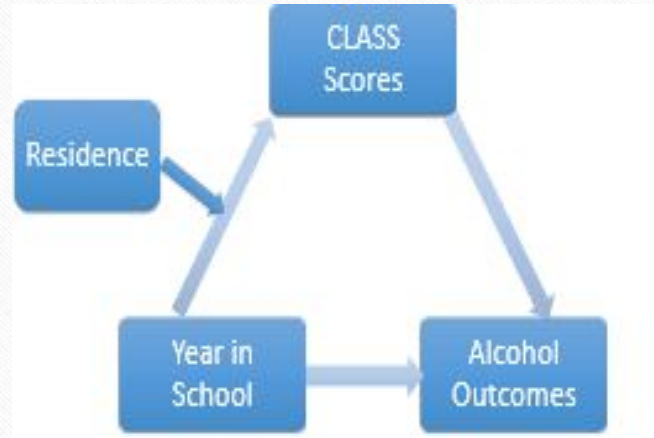 CLASS
Scores
Residence
Year in
School
Alcohol
Outcomes